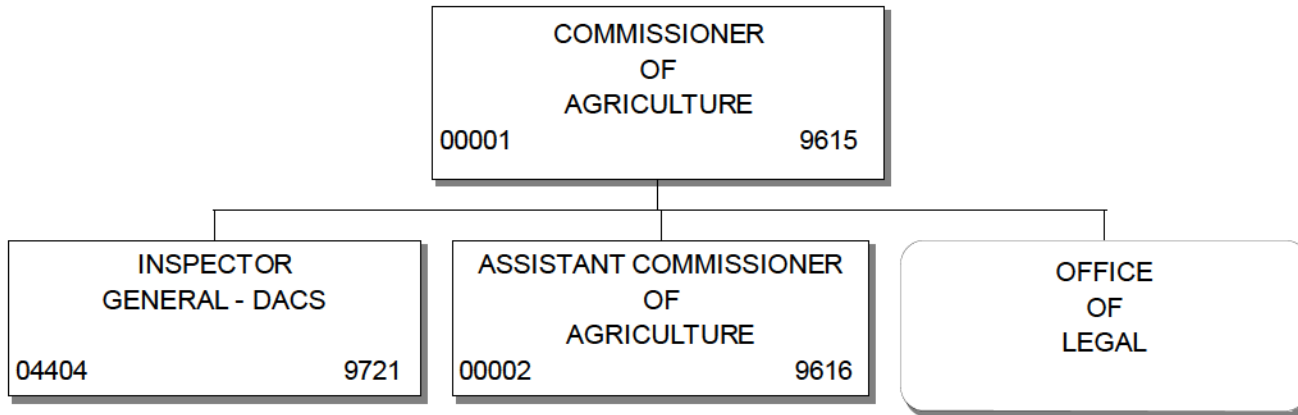 COMMISSIONER
OF
AGRICULTURE
00001 9615
INSPECTOR
GENERAL - DACS
04404 9721
ASSISTANT COMMISSIONER
OF
AGRICULTURE
00002 9616
OFFICE
OF
LEGAL